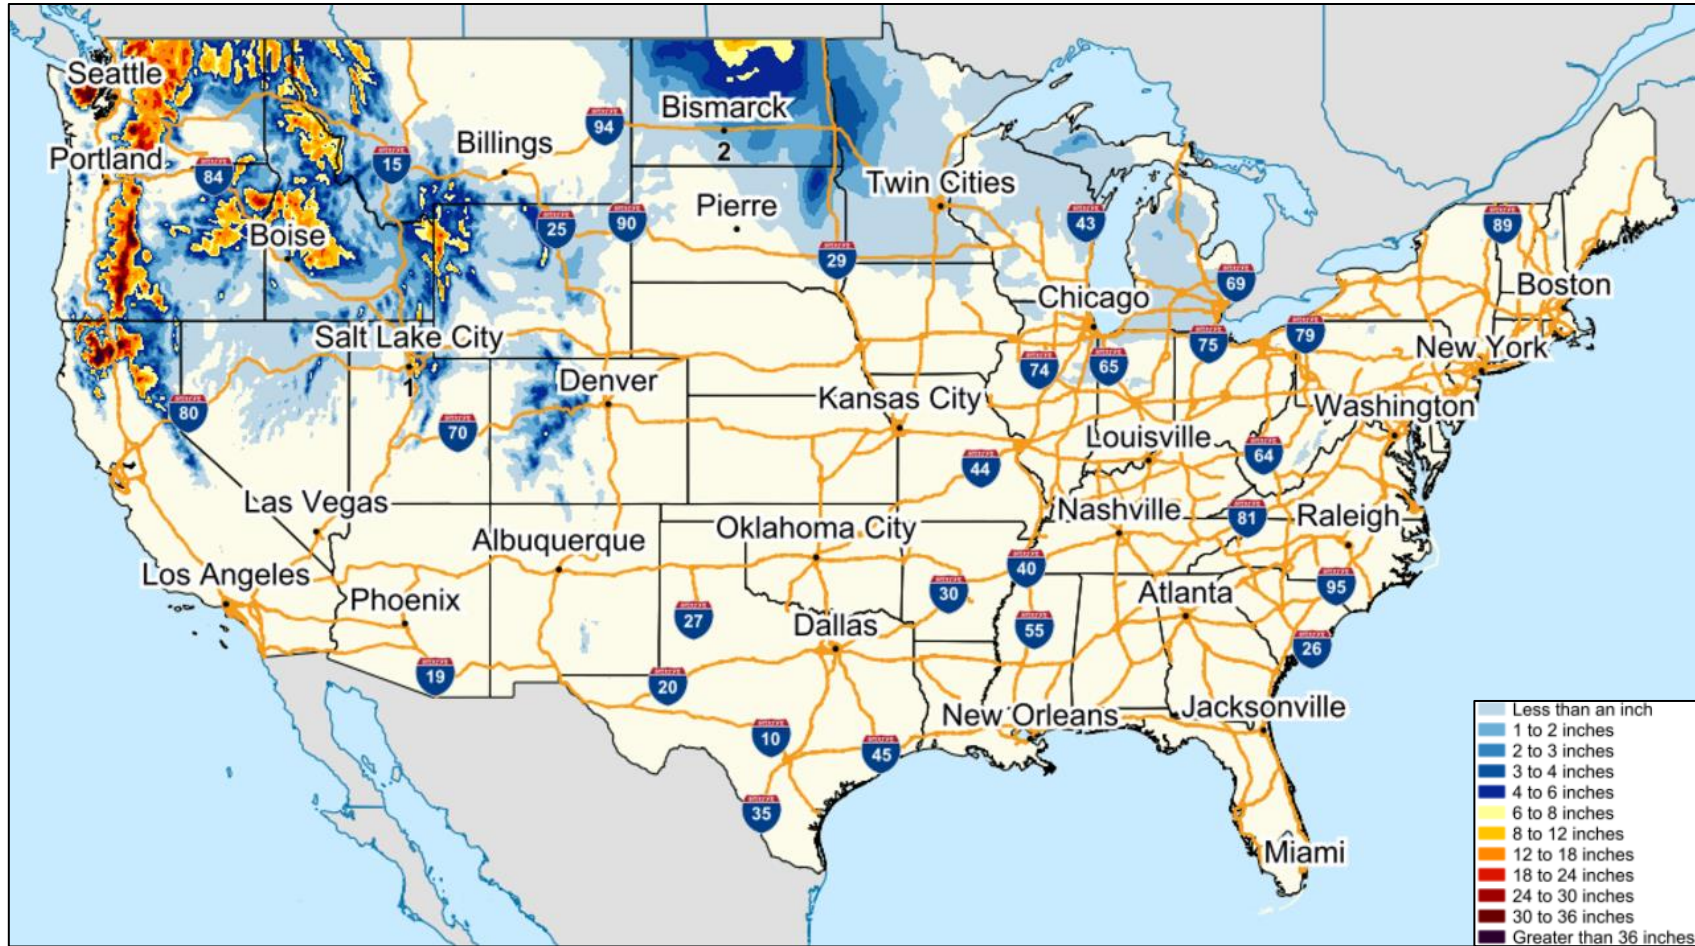 Seattle
Portland
84
15
Billings
94
Bismarck
2
Twin Cities
Pierre
Boise
25
90
29
43
89
69
Boston
Chicago
Salt Lake City
1
Denver
80
70
74
65
75
79
New York
Kansas City
Washington
Louisville
44
64
Las Vegas
Albuquerque
Oklahoma City
Nashville
81
Raleigh
Los Angeles
Phoenix
40
30
Atlanta
95
27
Dallas
55
26
19
20
New Orleans
Jacksonville
10
45
35
Miami
Less than an inch
1 to 2 inches
2 to 3 inches
3 to 4 inches
4 to 6 inches
6 to 8 inches
8 to 12 inches
12 to 18 inches
18 to 24 inches
24 to 30 inches
30 to 36 inches
Greater than 36 inches